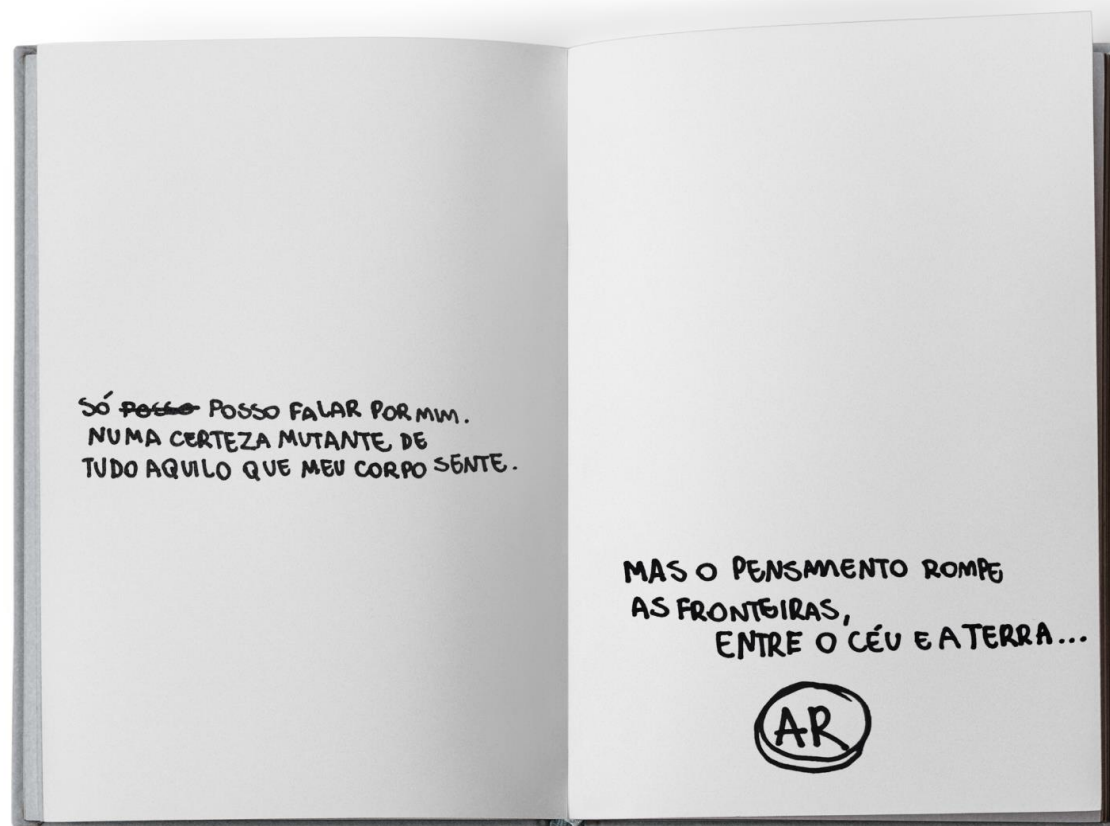 SÓ POSSO POSSO FALAR POR MIM.
NUMA CERTEZA MUTANTE DE
TUDO AQUILO QUE MEU CORPO SENTE.
MAS O PENSAMENTO ROMPE
AS FRONTEIRAS,
ENTRE O CÉU E A TERRA...
AR